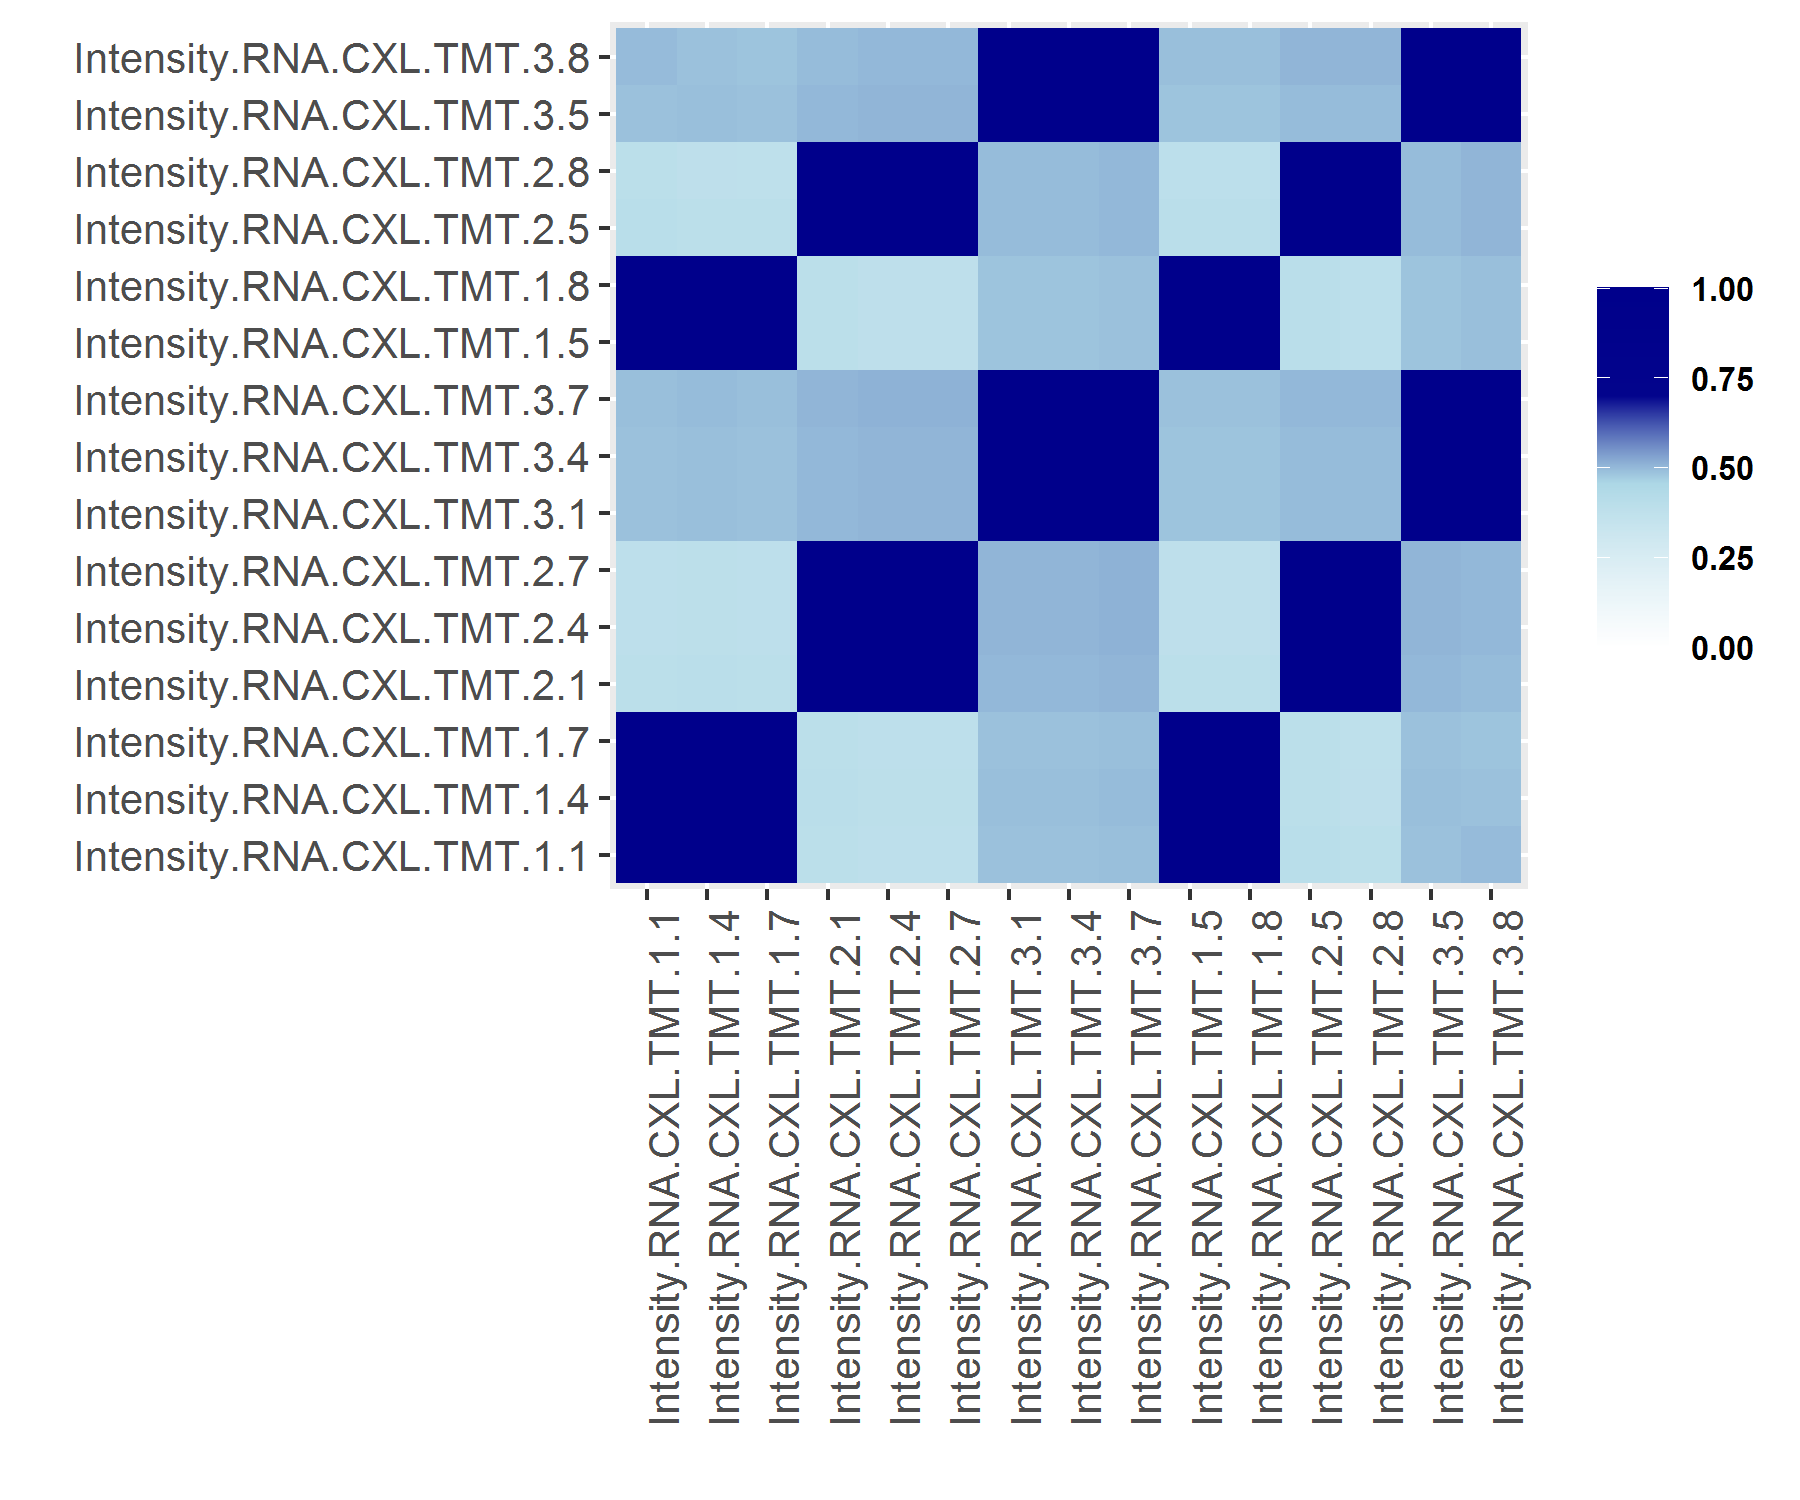 Intensity.RNA.CXL.TMT.3.8
Intensity.RNA.CXL.TMT.3.5
Intensity.RNA.CXL.TMT.2.8
Intensity.RNA.CXL.TMT.2.5
Intensity.RNA.CXL.TMT.1.8
Intensity.RNA.CXL.TMT.1.5
Intensity.RNA.CXL.TMT.3.7
Intensity.RNA.CXL.TMT.3.4
Intensity.RNA.CXL.TMT.3.1
Intensity.RNA.CXL.TMT.2.7
Intensity.RNA.CXL.TMT.2.4
Intensity.RNA.CXL.TMT.2.1
Intensity.RNA.CXL.TMT.1.7
Intensity.RNA.CXL.TMT.1.4
Intensity.RNA.CXL.TMT.1.1
Intensity.RNA.CXL.TMT.1.1
Intensity.RNA.CXL.TMT.1.4
Intensity.RNA.CXL.TMT.1.7
Intensity.RNA.CXL.TMT.2.1
Intensity.RNA.CXL.TMT.2.4
Intensity.RNA.CXL.TMT.2.7
Intensity.RNA.CXL.TMT.3.1
Intensity.RNA.CXL.TMT.3.4
Intensity.RNA.CXL.TMT.3.7
Intensity.RNA.CXL.TMT.1.5
Intensity.RNA.CXL.TMT.1.8
Intensity.RNA.CXL.TMT.2.5
Intensity.RNA.CXL.TMT.2.8
Intensity.RNA.CXL.TMT.3.5
Intensity.RNA.CXL.TMT.3.8
1.00
0.75
0.50
0.25
0.00